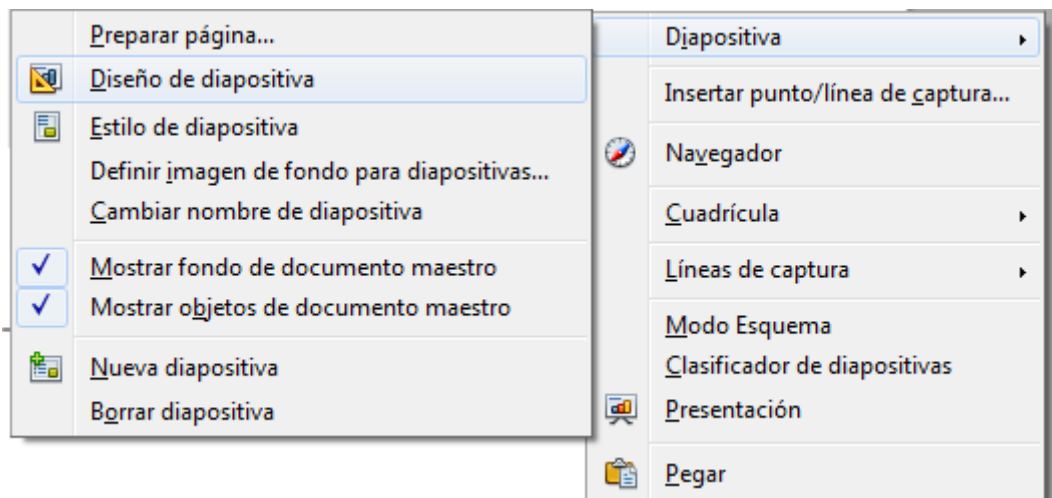 Preparar página...
Diseño de diapositiva
Estilo de diapositiva
Definir imagen de fondo para diapositivas...
Cambiar nombre de diapositiva
Mostrar fondo de documento maestro
Mostrar objetos de documento maestro
Nueva diapositiva
Borrar diapositiva
Diapositiva
Insertar punto/línea de captura...
Navegador
Cuadrícula
Líneas de captura
Modo Esquema
Clasificador de diapositivas
Presentación
Pegar